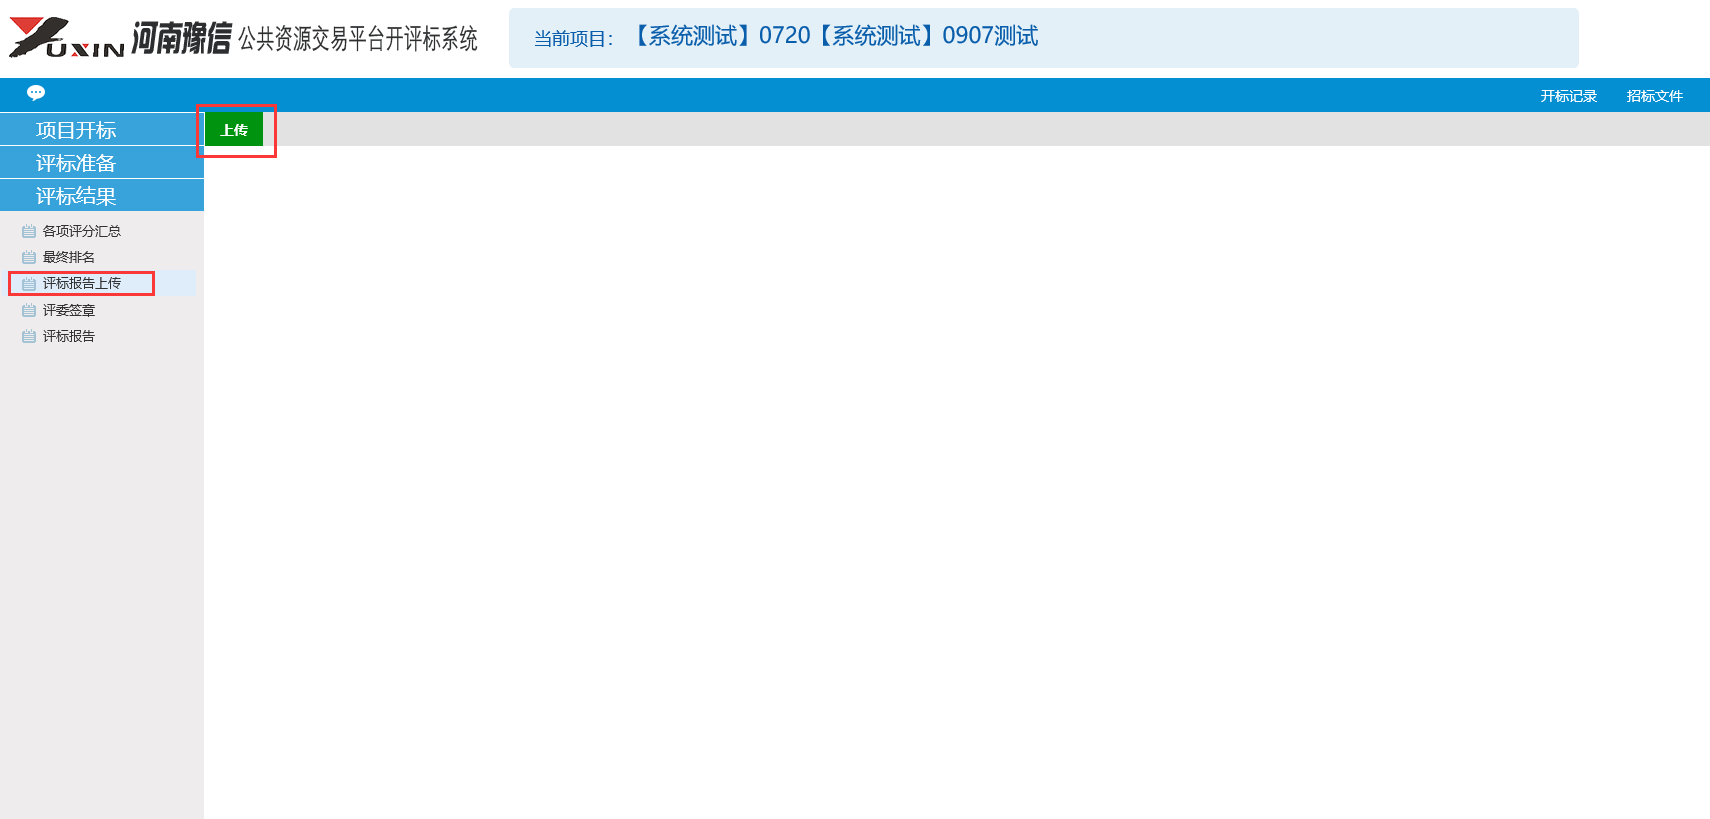 YUXIN 河南豫信 公共资源交易平台开评标系统
当前项目： 【系统测试】0720【系统测试】0907测试
开标记录 招标文件
项目开标
上传
评标准备
评标结果
各项评分汇总
最终排名
评标报告上传
评委签章
评标报告